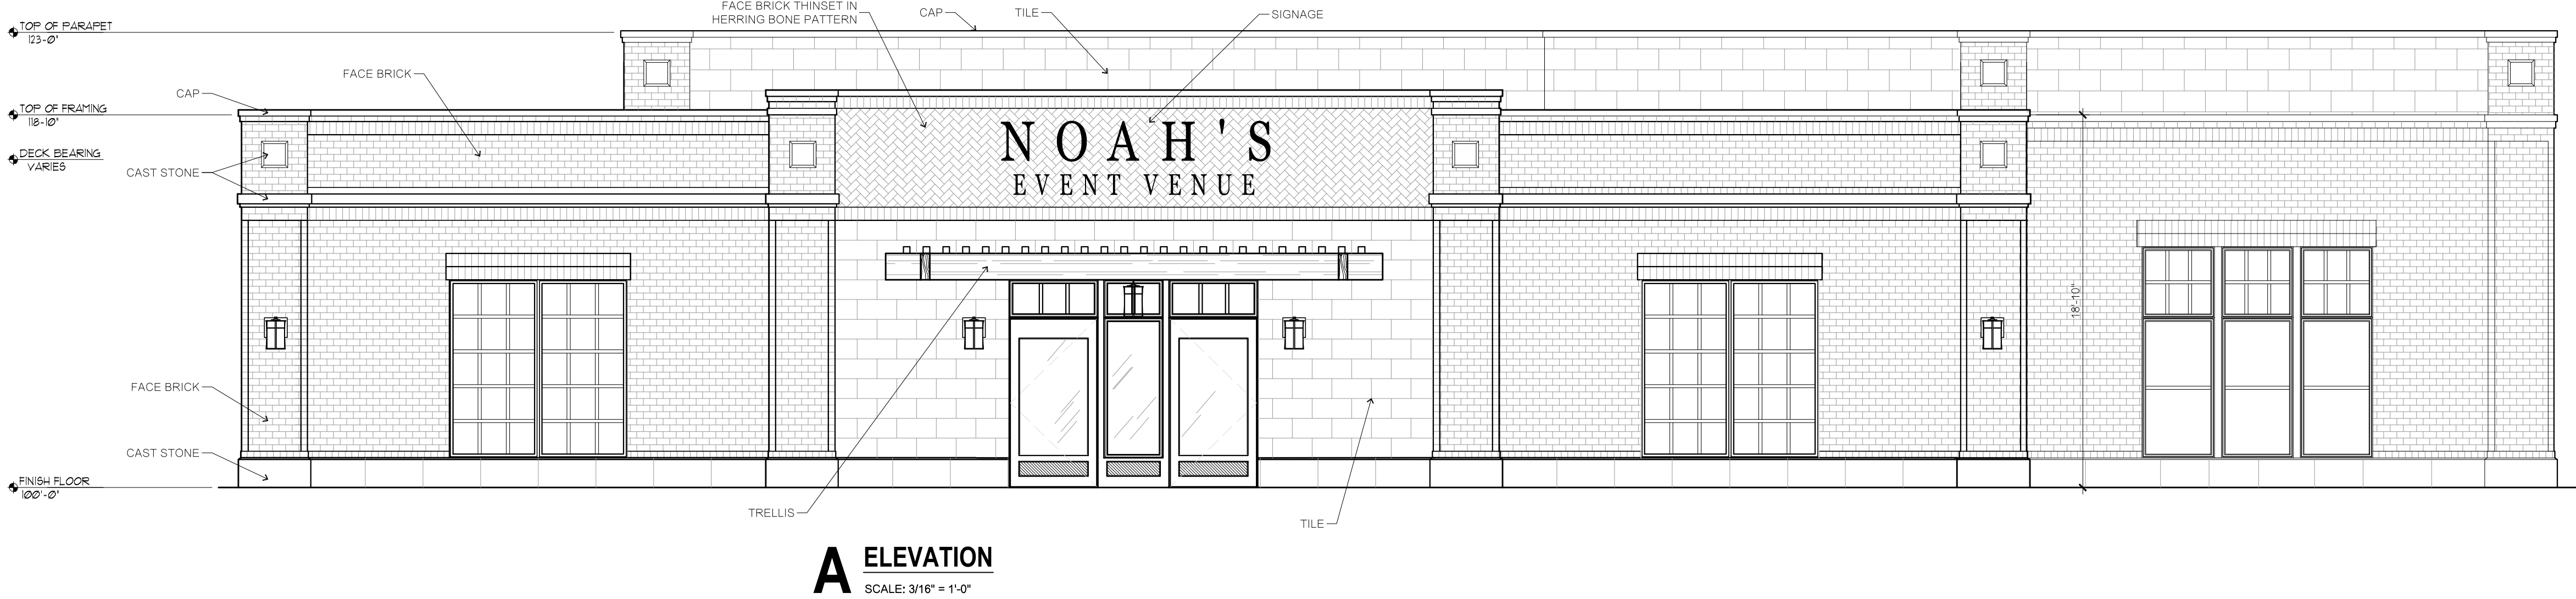 FACE BRICK THINSET IN
HERRING BONE PATTERN
CAP
TILE
SIGNAGE
TOP OF PARAPET
123-0"
FACE BRICK
CAP
TOP OF FRAMING
118-10"
DECK BEARING
VARIES
CAST STONE
NOAH'S
EVENT VENUE
18'-10"
FACE BRICK
CAST STONE
FINISH FLOOR
100'-0"
TRELLIS
TILE
A ELEVATION
SCALE: 3/16" = 1'-0"